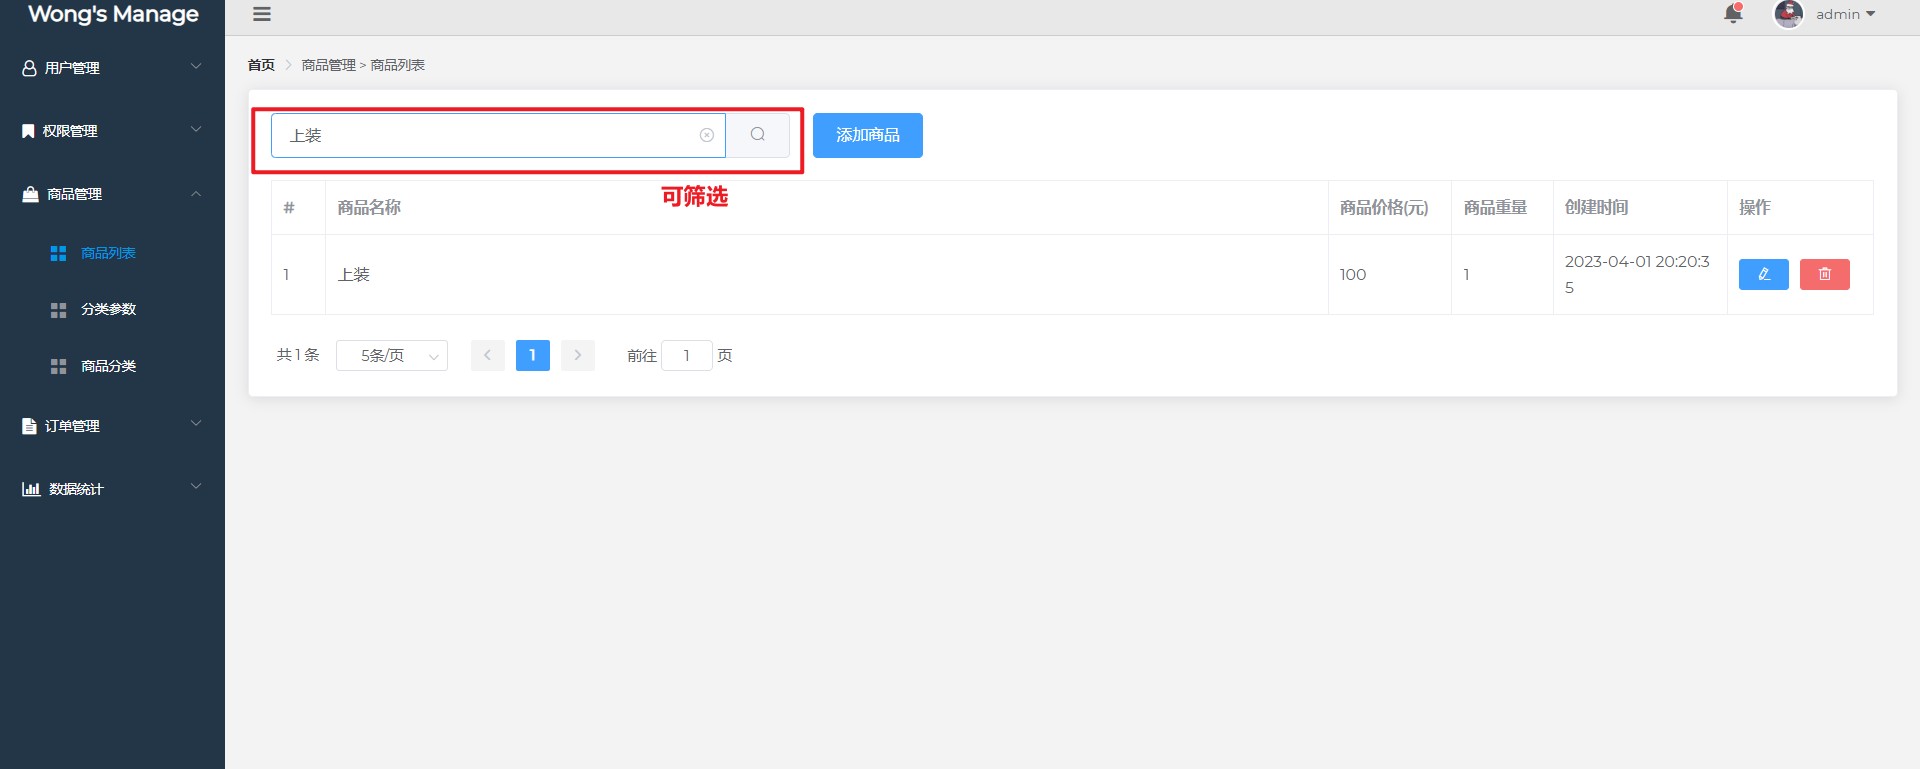 Wong's Manage
admin
用户管理
权限管理
商品管理
商品列表
分类参数
商品分类
订单管理
数据统计
首页 商品管理 > 商品列表
上装 添加商品
可筛选
# 商品名称 商品价格(元) 商品重量 创建时间 操作
1 上装 100 1 2023-04-01 20:20:3
5
共 1 条 5条/页 1 前往 1 页